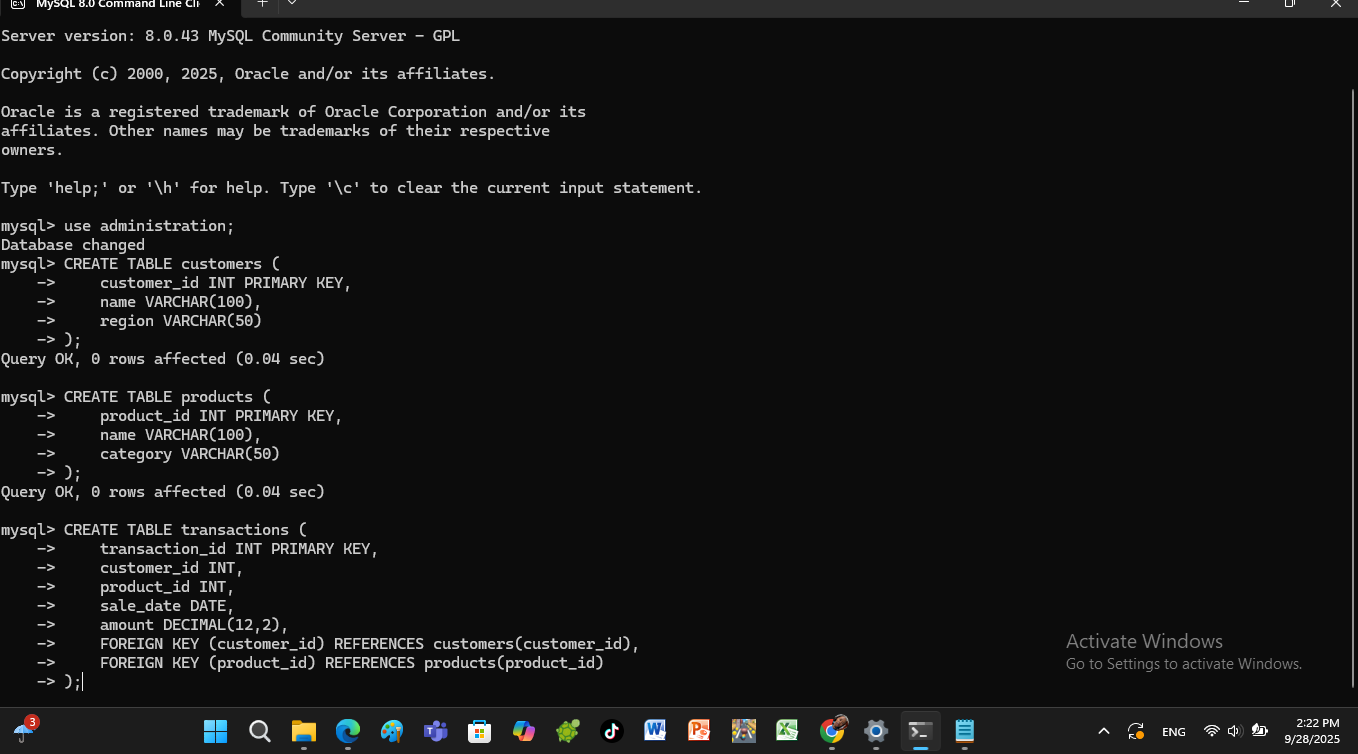 MySQL 8.0 Command Line Cli
Server version: 8.0.43 MySQL Community Server - GPL
Copyright (c) 2000, 2025, Oracle and/or its affiliates.
Oracle is a registered trademark of Oracle Corporation and/or its
affiliates. Other names may be trademarks of their respective
owners.
Type 'help;' or '\h' for help. Type '\c' to clear the current input statement.
mysql> use administration;
Database changed
mysql> CREATE TABLE customers (
    ->     customer_id INT PRIMARY KEY,
    ->     name VARCHAR(100),
    ->     region VARCHAR(50)
    -> );
Query OK, 0 rows affected (0.04 sec)
mysql> CREATE TABLE products (
    ->     product_id INT PRIMARY KEY,
    ->     name VARCHAR(100),
    ->     category VARCHAR(50)
    -> );
Query OK, 0 rows affected (0.04 sec)
mysql> CREATE TABLE transactions (
    ->     transaction_id INT PRIMARY KEY,
    ->     customer_id INT,
    ->     product_id INT,
    ->     sale_date DATE,
    ->     amount DECIMAL(12,2),
    ->     FOREIGN KEY (customer_id) REFERENCES customers(customer_id),
    ->     FOREIGN KEY (product_id) REFERENCES products(product_id)
    -> );
Activate Windows
Go to Settings to activate Windows.
3
ENG
2:22 PM
9/28/2025